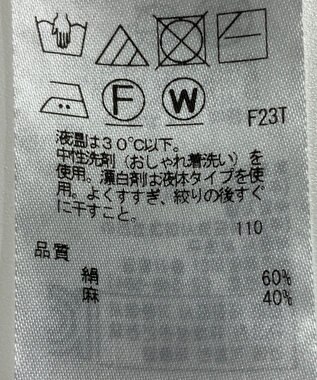 F W
F23T
液温は30℃以下。
中性洗剤(おしゃれ着洗い)を
使用。漂白剤は液体タイプを使
用。よくすすぎ、絞りの後すぐ
に干すこと。
110
品質
絹 60%
麻 40%